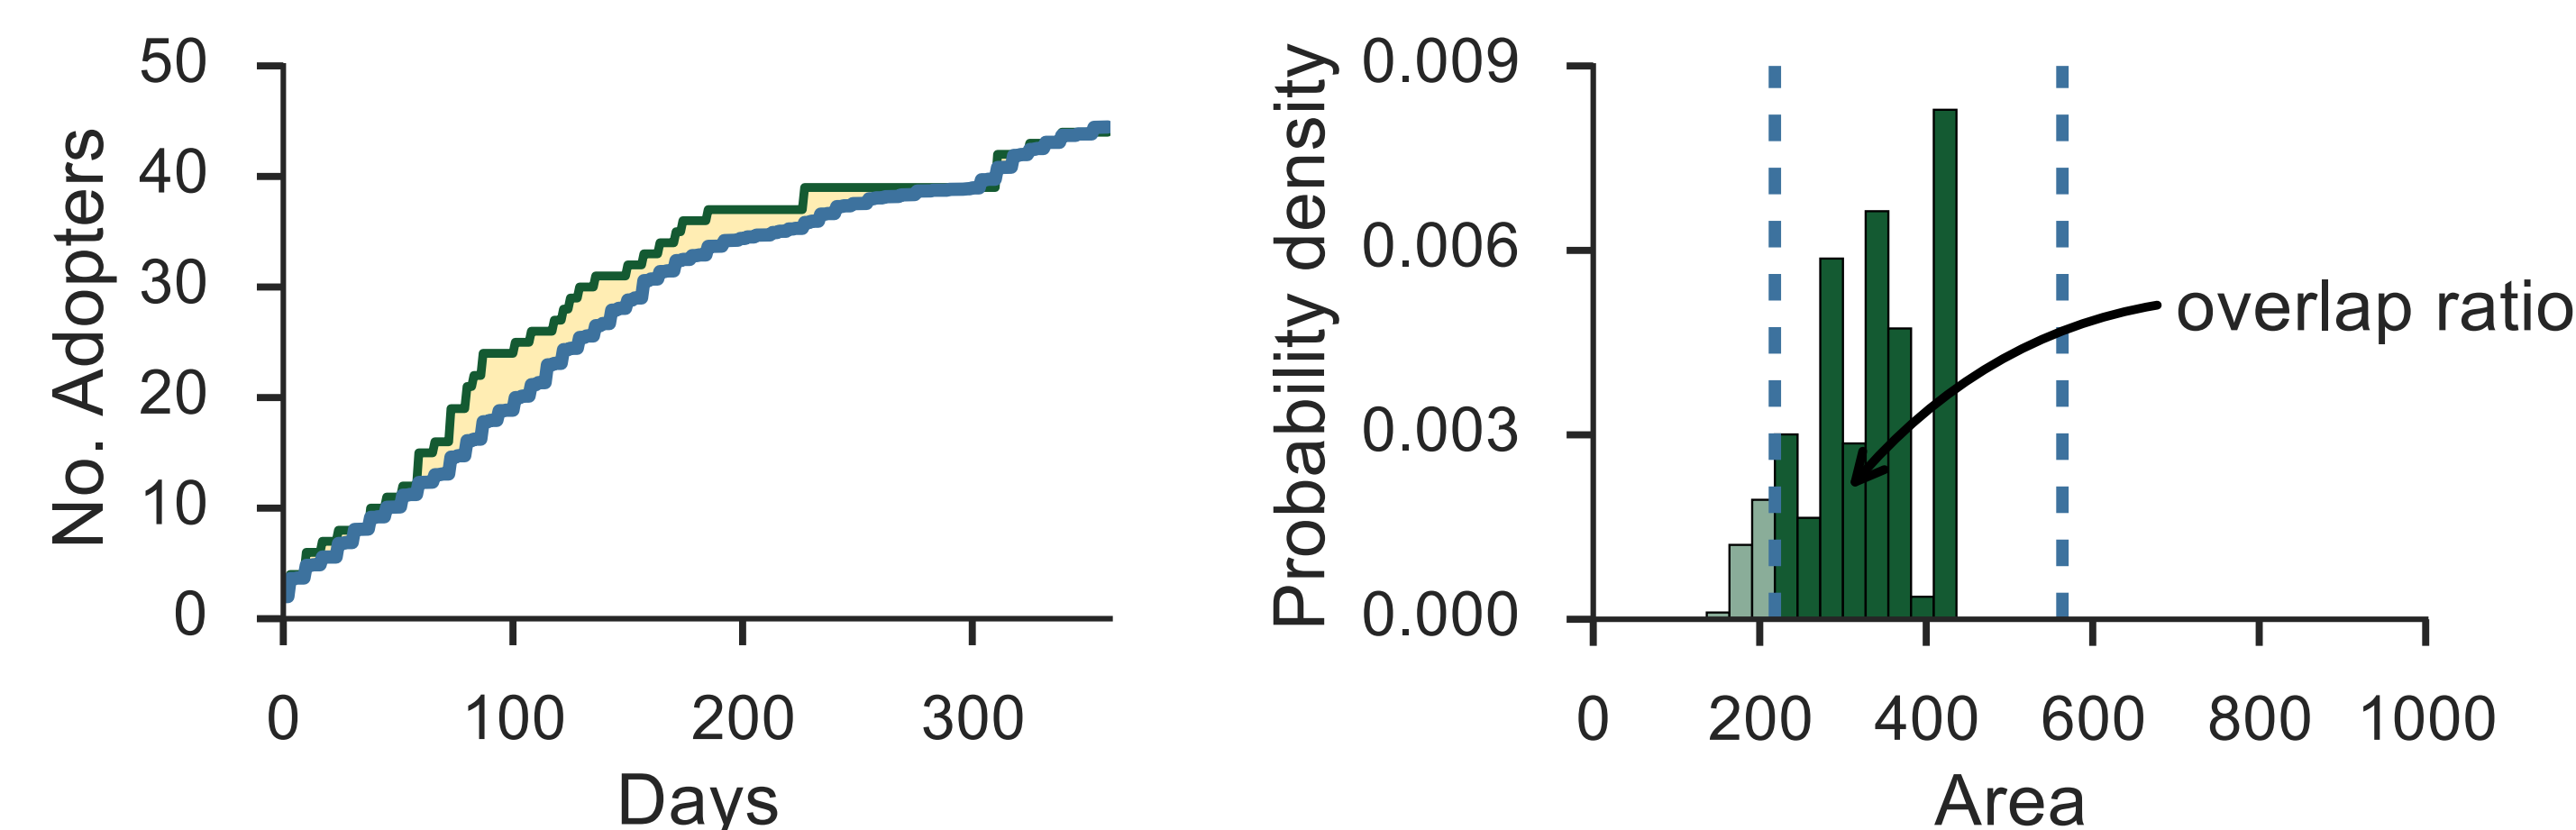 No. Adopters
50
40
30
20
10
0
0 100 200 300
Days
Probability density
0.009
0.006
0.003
0.000
overlap ratio
0 200 400 600 800 1000
Area